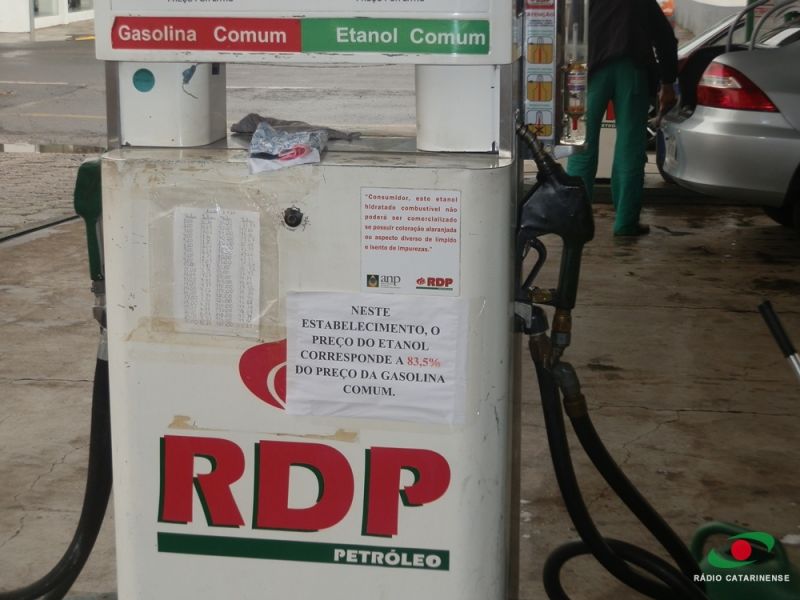 Gasolina Comum
Etanol Comum
"Consumidor, este etanol
hidratado combustível não
poderá ser comercializado
se possuir coloração alaranjada
ou aspecto diverso de límpido
e isento de impurezas."
anp
RDP
NESTE
ESTABELECIMENTO, O
PREÇO DO ETANOL
CORRESPONDE A 83,5%
DO PREÇO DA GASOLINA
COMUM.
RDP
PETRÓLEO
RÁDIO CATARINENSE